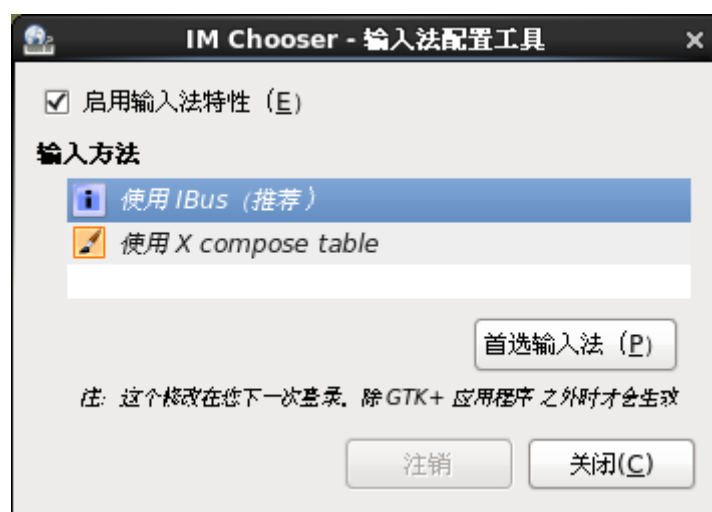 IM Chooser - 输入法配置工具
启用输入法特性（E）
输入方法
使用 IBus（推荐）
使用 X compose table
首选输入法（P）
注: 这个修改在您下一次登录，除 GTK+ 应用程序 之外时才会生效
注销
关闭(C)